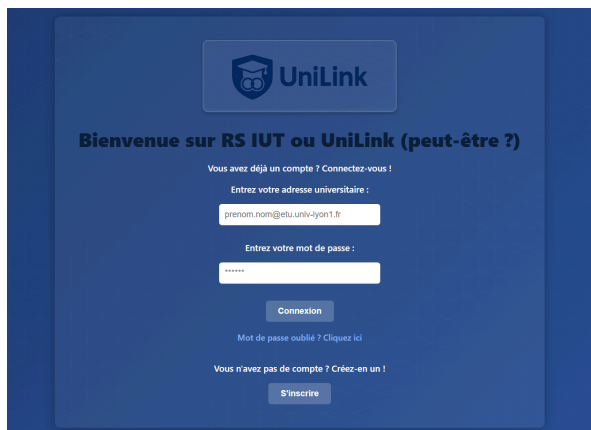 UniLink
Bienvenue sur RS IUT ou UniLink (peut-être ?)
Vous avez déjà un compte ? Connectez-vous !
Entrez votre adresse universitaire :
prenom.nom@etu.univ-lyon1.fr
Entrez votre mot de passe :
******
Connexion
Mot de passe oublié ? Cliquez ici
Vous n'avez pas de compte ? Créez-en un !
S'inscrire